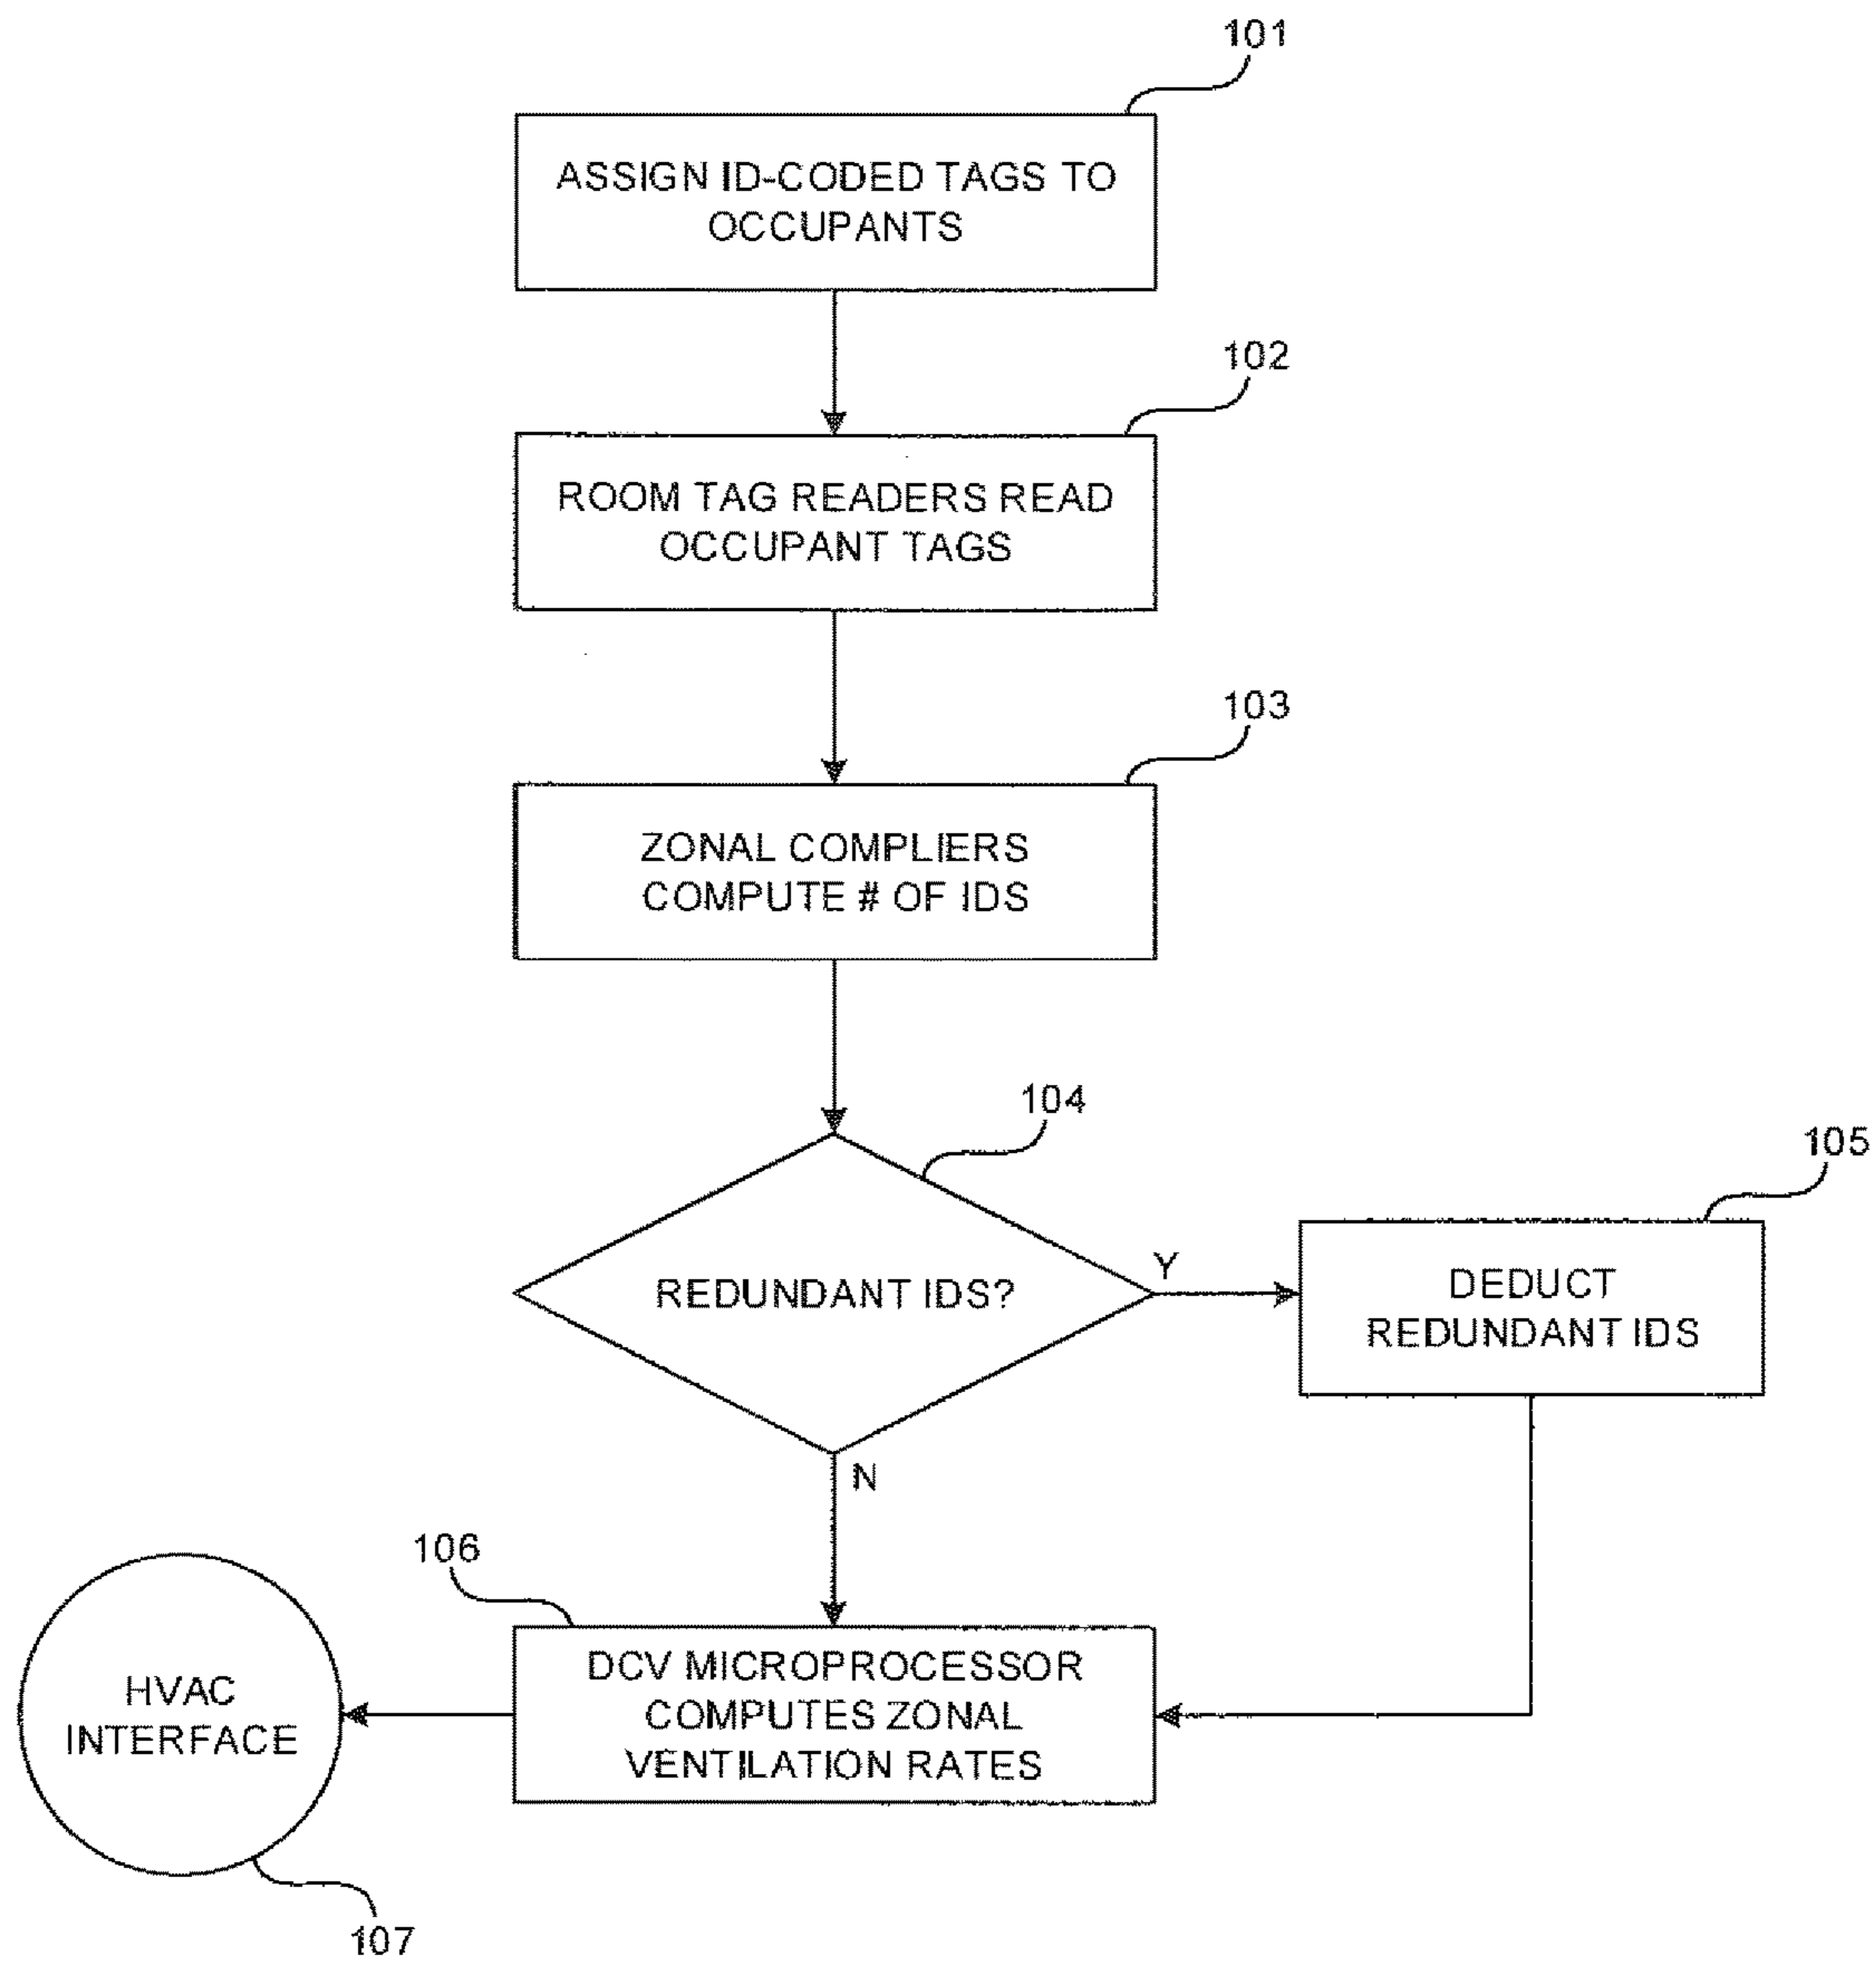 101
ASSIGN ID-CODED TAGS TO
OCCUPANTS
102
ROOM TAG READERS READ
OCCUPANT TAGS
103
ZONAL COMPLIERS
COMPUTE # OF IDS
104
REDUNDANT IDS?
Y
105
DEDUCT
REDUNDANT IDS
N
106
DCV MICROPROCESSOR
COMPUTES ZONAL
VENTILATION RATES
HVAC
INTERFACE
107